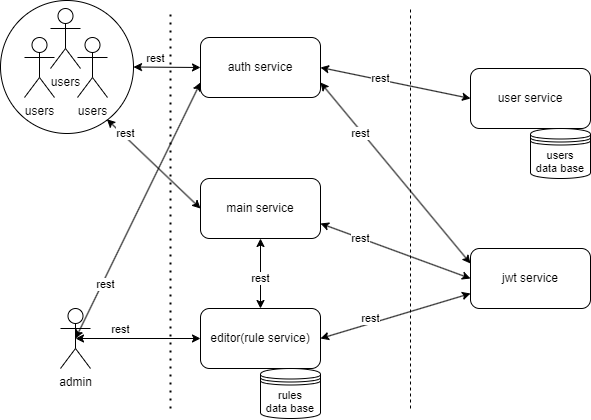 users
users
users
rest
auth service
rest
user service
users
data base
rest
rest
main service
rest
jwt service
rest
rest
rest
rest
editor(rule service)
rest
admin
rules
data base